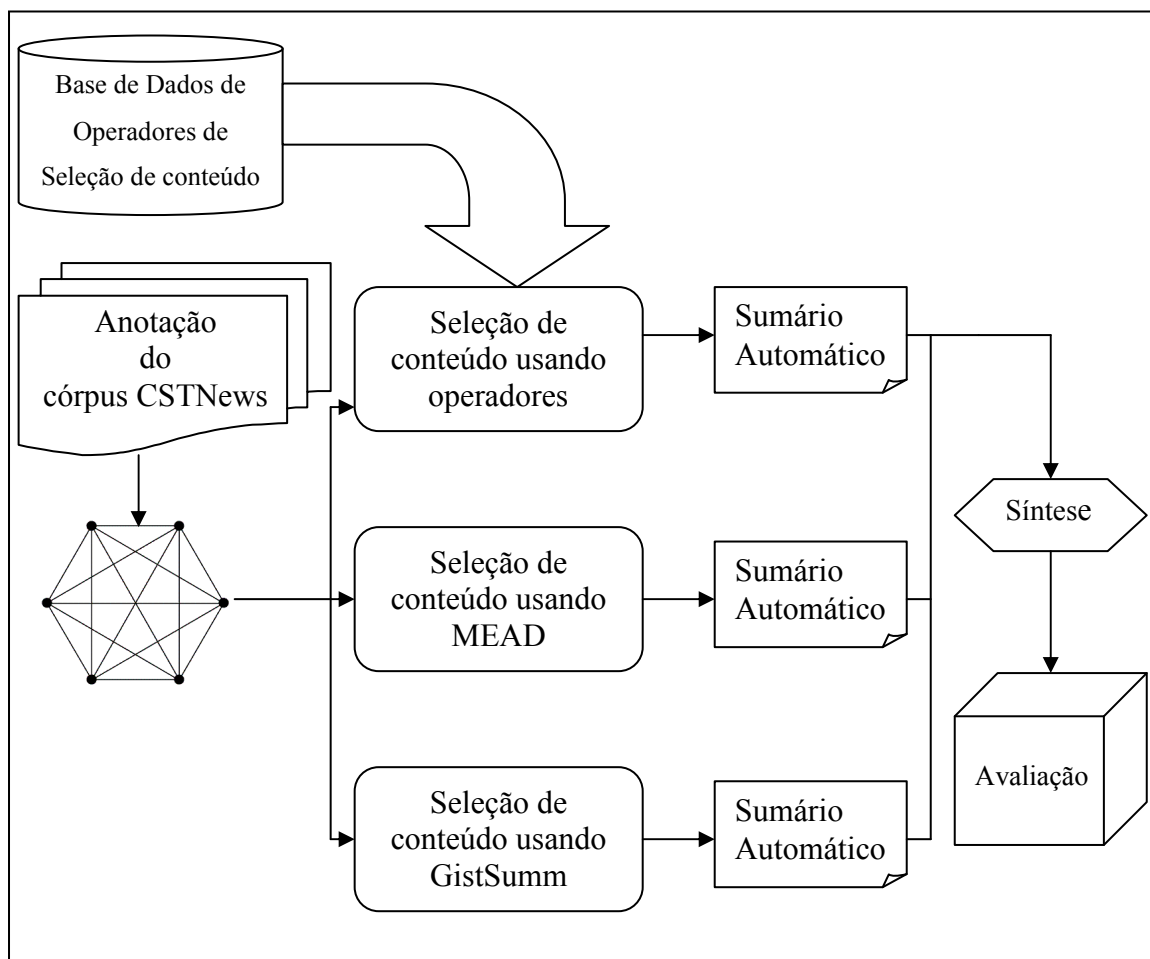 Base de Dados de
Operadores de
Seleção de conteúdo
Anotação
do
córpus CSTNews
Seleção de
conteúdo usando
operadores
Sumário
Automático
Seleção de
conteúdo usando
MEAD
Sumário
Automático
Seleção de
conteúdo usando
GistSumm
Sumário
Automático
Síntese
Avaliação